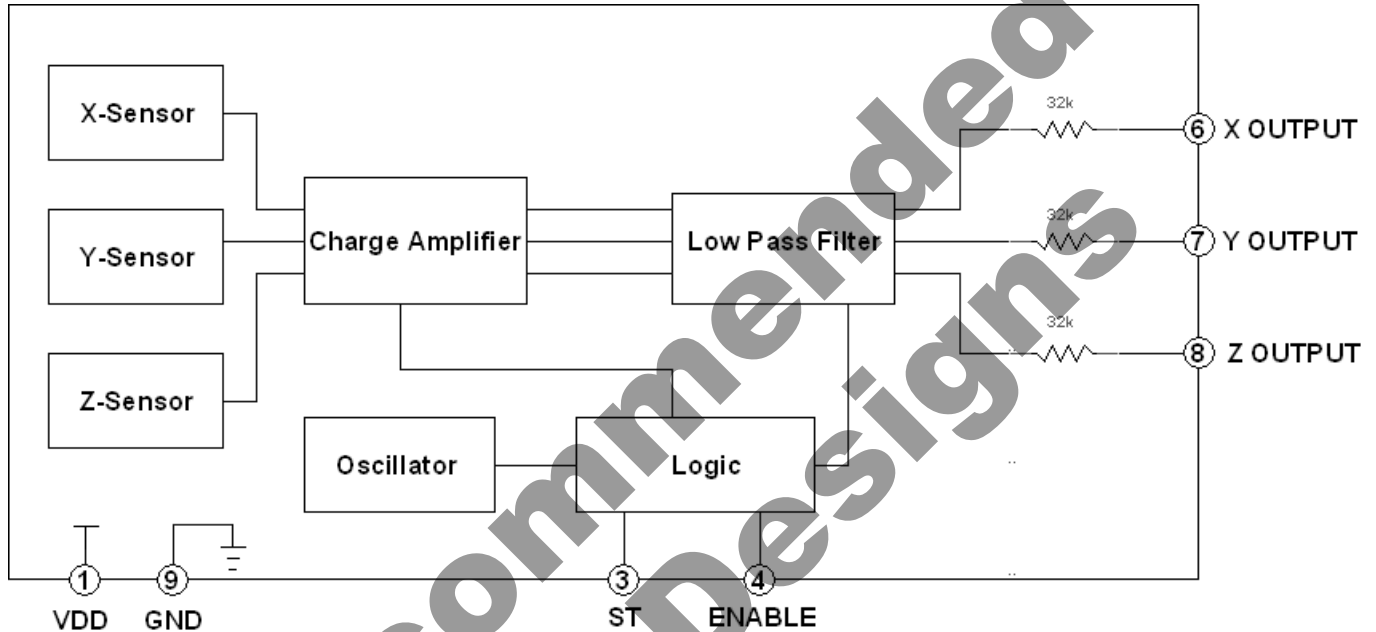 32k
6 X OUTPUT
X-Sensor
Y-Sensor
Charge Amplifier
Low Pass Filter
32k
7 Y OUTPUT
32k
8 Z OUTPUT
Z-Sensor
Oscillator
Logic
1
9
3
4
VDD
GND
ST
ENABLE
ommended
Designs